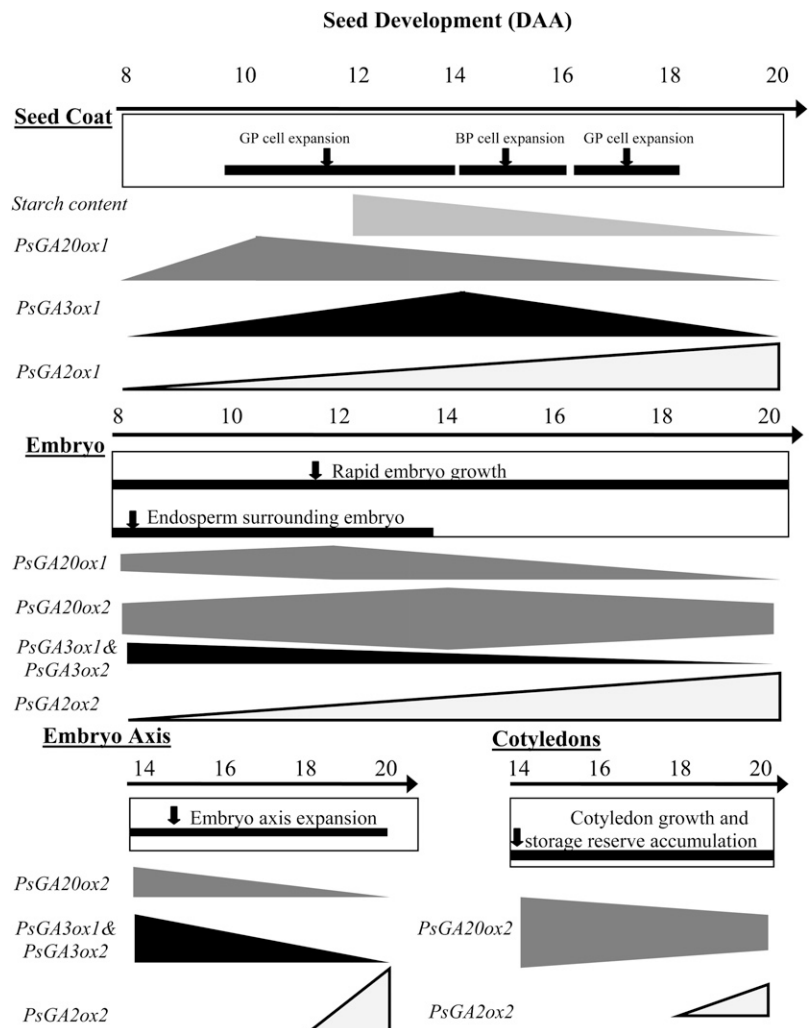 Seed Development (DAA)
8 10 12 14 16 18 20
Seed Coat
GP cell expansion BP cell expansion GP cell expansion
Starch content
PsGA20ox1
PsGA3ox1
PsGA2ox1
8 10 12 14 16 18 20
Embryo
Rapid embryo growth
Endosperm surrounding embryo
PsGA20ox1
PsGA20ox2
PsGA3ox1&
PsGA3ox2
PsGA2ox2
Embryo Axis
14 16 18 20
Embryo axis expansion
PsGA20ox2
PsGA3ox1&
PsGA3ox2
PsGA2ox2
Cotyledons
14 16 18 20
Cotyledon growth and
storage reserve accumulation
PsGA20ox2
PsGA2ox2